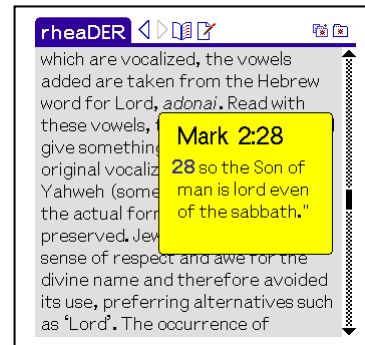 rheaDER
which are vocalized, the vowels
added are taken from the Hebrew
word for Lord, adonai. Read with
these vowels,
give something
original vocaliz
Yahweh (some
the actual
preserved. Jew
sense of respect and awe for the
divine name and therefore avoided
its use, preferring alternatives such
as ‘Lord’. The occurrence of
Mark 2:28
28 so the Son of
man is lord even
of the sabbath."